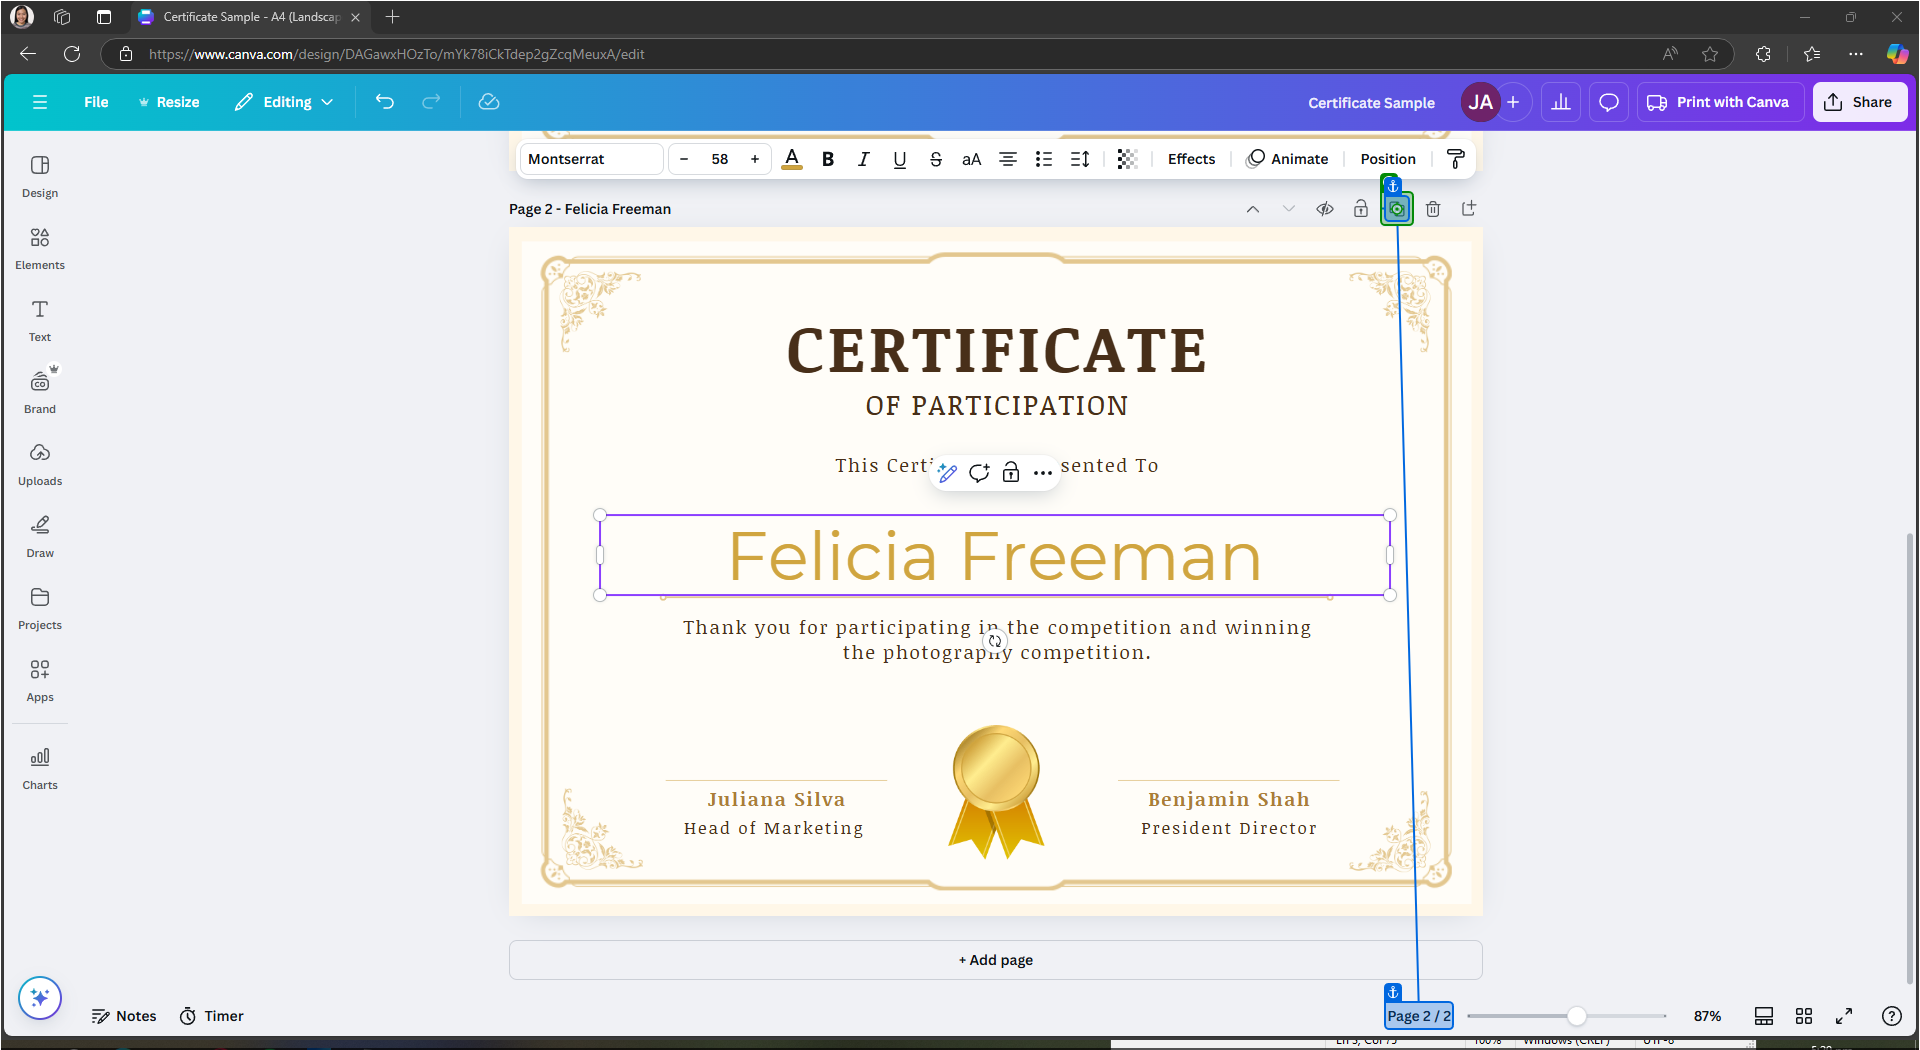 Certificate Sample - A4 (Landscap
https://www.canva.com/design/DAGawxHOzTo/mYk78iCkTdep2gZcqMeuxA/edit
File
Resize
Editing
Certificate Sample
JA
Print with Canva
Share
Montserrat
58
A
B
I
U
S
aA
Effects
Animate
Position
Page 2 - Felicia Freeman
Design
Elements
Text
Brand
Uploads
Draw
Projects
Apps
Charts
CERTIFICATE
OF PARTICIPATION
This Certi
sented To
Felicia Freeman
Thank you for participating in the competition and winning
the photography competition.
Juliana Silva
Head of Marketing
Benjamin Shah
President Director
+ Add page
Notes
Timer
Page 2 / 2
87%